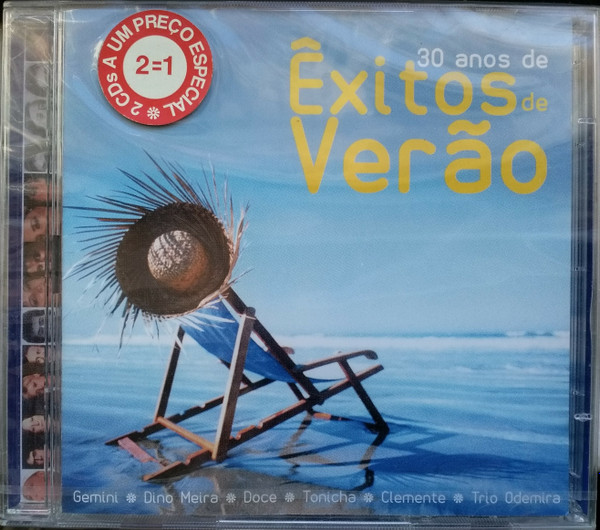 2 CDs A UM PREÇO ESPECIAL ❊
2=1
30 anos de
Êxitos de
Verão
Gemini ❊ Dino Meira ❊ Doce ❊ Tonicha ❊ Clemente ❊ Trio Odemira